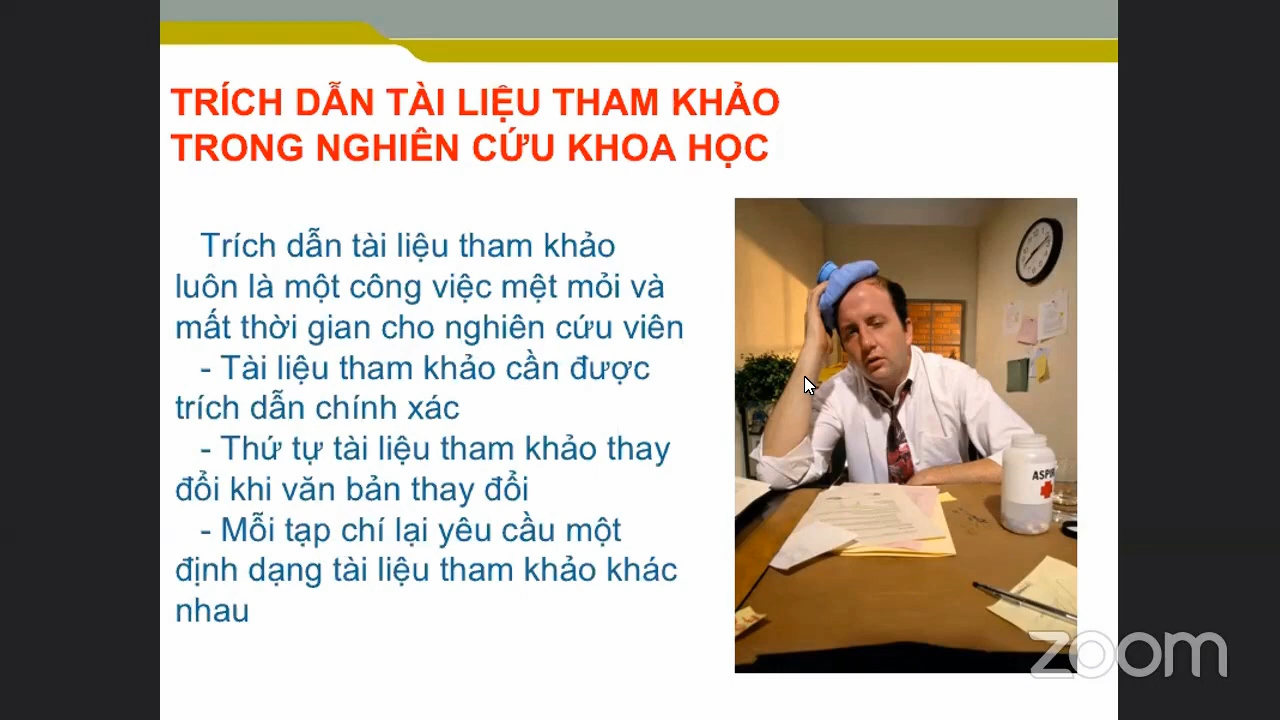 TRÍCH DẪN TÀI LIỆU THAM KHẢO
TRONG NGHIÊN CỨU KHOA HỌC
Trích dẫn tài liệu tham khảo
luôn là một công việc mệt mỏi và
mất thời gian cho nghiên cứu viên
- Tài liệu tham khảo cần được
trích dẫn chính xác
- Thứ tự tài liệu tham khảo thay
đổi khi văn bản thay đổi
- Mỗi tạp chí lại yêu cầu một
định dạng tài liệu tham khảo khác
nhau
ASPIR
zoom